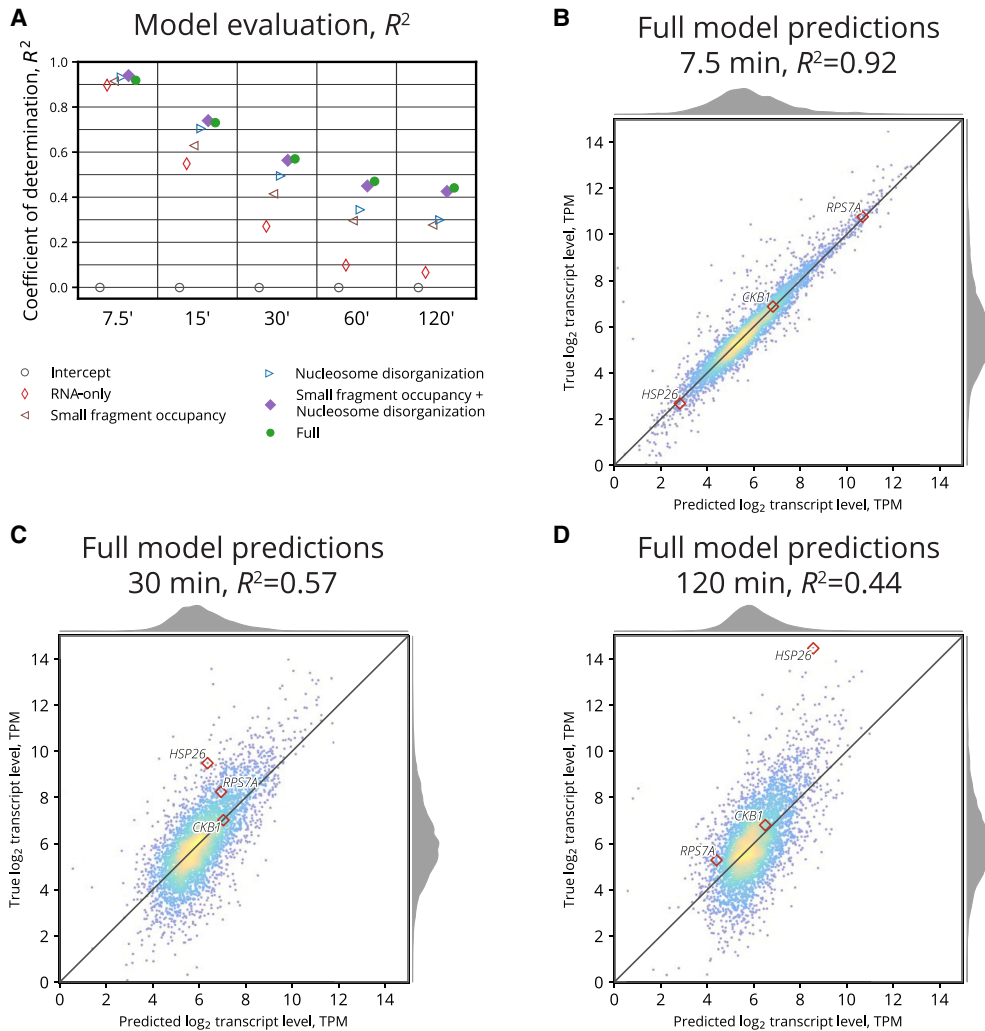 A
Model evaluation, R²
Coefficient of determination, R²
1.0
0.8
0.6
0.4
0.2
0.0
7.5'
15'
30'
60'
120'
Intercept
RNA-only
Small fragment occupancy
Nucleosome disorganization
Small fragment occupancy +
Nucleosome disorganization
Full
B
Full model predictions
7.5 min, R²=0.92
True log₂ transcript level, TPM
14
12
10
8
6
4
2
0
RPS7A
CKB1
HSP26
0 2 4 6 8 10 12 14
Predicted log₂ transcript level, TPM
C
Full model predictions
30 min, R²=0.57
True log₂ transcript level, TPM
14
12
10
8
6
4
2
0
HSP26
RPS7A
CKB1
0 2 4 6 8 10 12 14
Predicted log₂ transcript level, TPM
D
Full model predictions
120 min, R²=0.44
True log₂ transcript level, TPM
14
12
10
8
6
4
2
0
HSP26
CKB1
RPS7A
0 2 4 6 8 10 12 14
Predicted log₂ transcript level, TPM